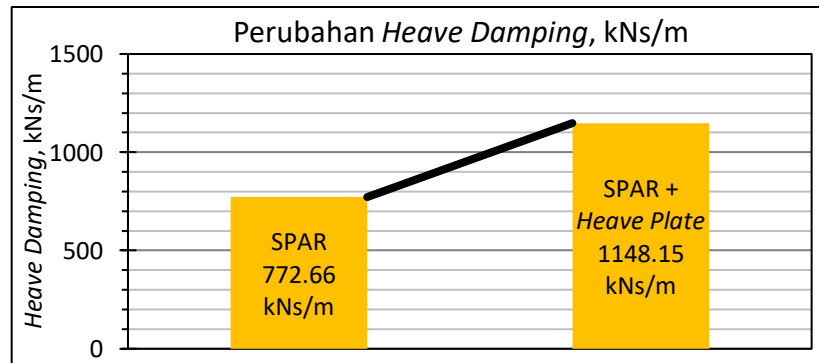 Perubahan Heave Damping, kNs/m
Heave Damping, kNs/m
1500
1000
500
0
SPAR
772.66
kNs/m
SPAR +
Heave Plate
1148.15
kNs/m